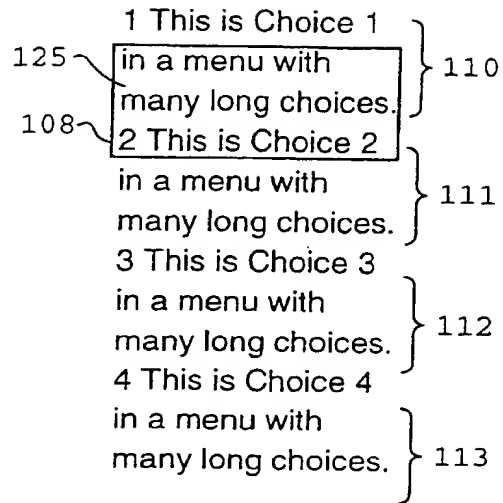 1 This is Choice 1
125 in a menu with 110
many long choices.
108 2 This is Choice 2
in a menu with 111
many long choices.
3 This is Choice 3
in a menu with 112
many long choices.
4 This is Choice 4
in a menu with
many long choices. 113